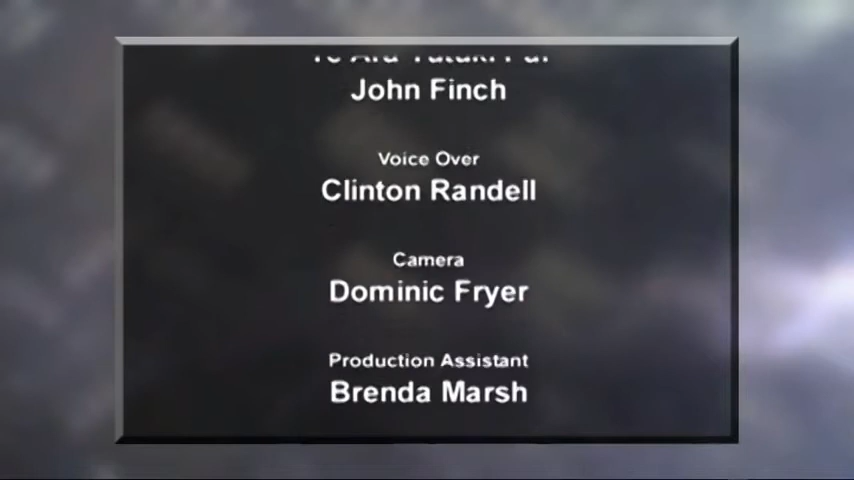 John Finch
Voice Over
Clinton Randell
Camera
Dominic Fryer
Production Assistant
Brenda Marsh